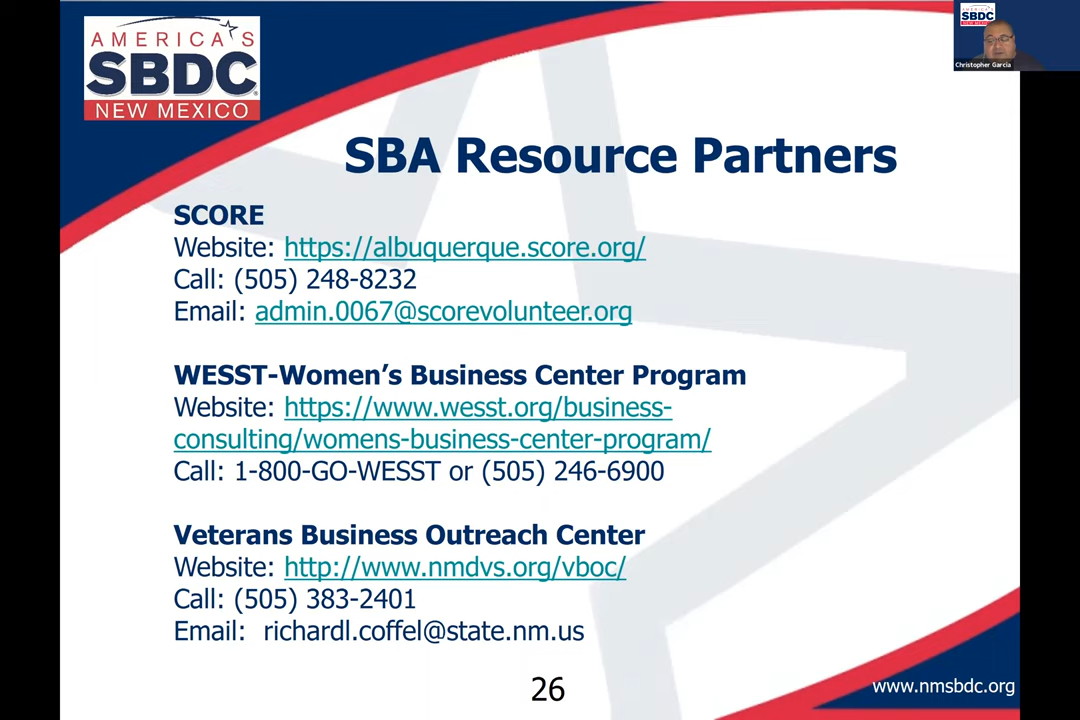 AMERICA'S
SBDC
NEW MEXICO
AMERICA'S
SBDC
NEW MEXICO
Christopher Garcia
SBA Resource Partners
SCORE
Website: https://albuquerque.score.org/
Call: (505) 248-8232
Email: admin.0067@scorevolunteer.org
WESST-Women’s Business Center Program
Website: https://www.wesst.org/business-
consulting/womens-business-center-program/
Call: 1-800-GO-WESST or (505) 246-6900
Veterans Business Outreach Center
Website: http://www.nmdvs.org/vboc/
Call: (505) 383-2401
Email: richardl.coffel@state.nm.us
26
www.nmsbdc.org